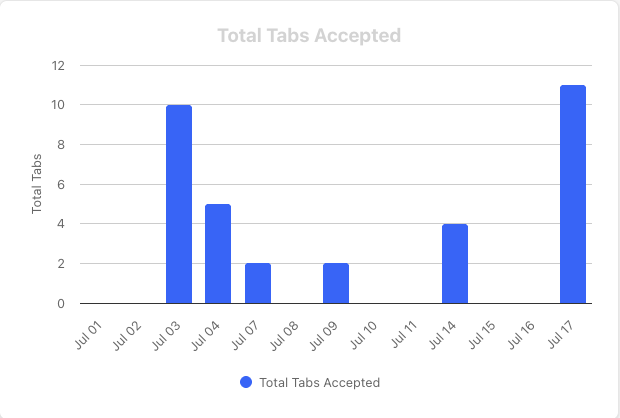 Total Tabs Accepted
12
10
8
6
4
2
0
Total Tabs
Jul 01
Jul 02
Jul 03
Jul 04
Jul 07
Jul 08
Jul 09
Jul 10
Jul 11
Jul 14
Jul 15
Jul 16
Jul 17
Total Tabs Accepted